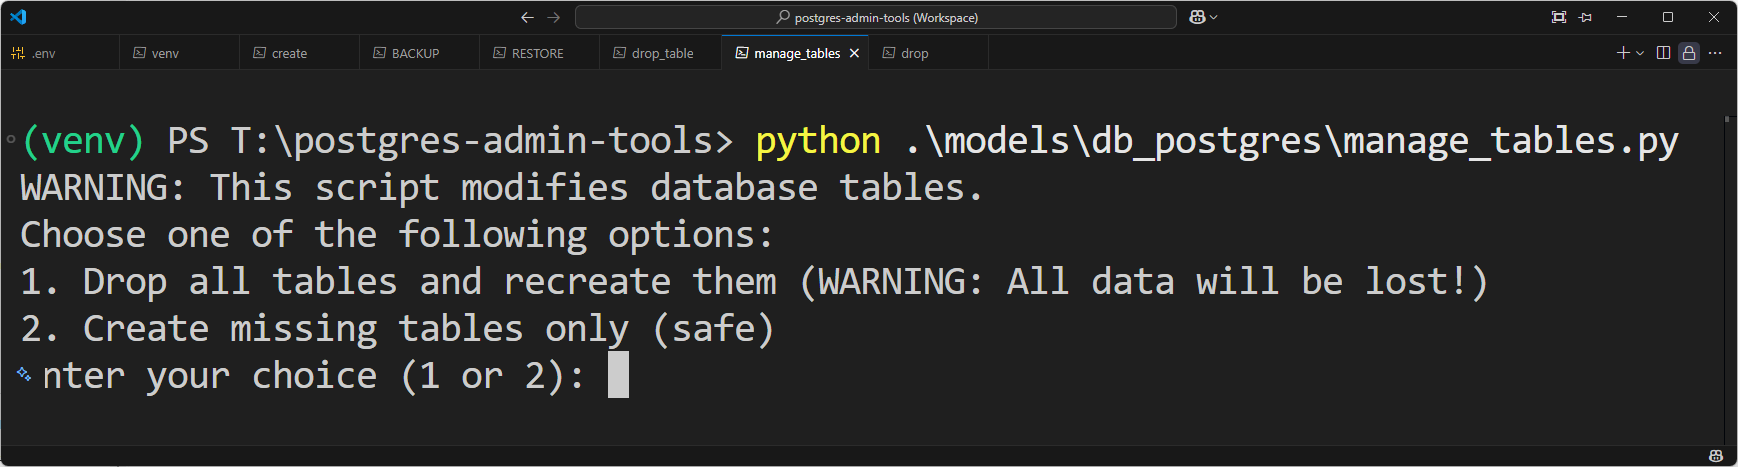 postgres-admin-tools (Workspace)
.env venv create BACKUP RESTORE drop_table manage_tables drop
(venv) PS T:\postgres-admin-tools> python .\models\db_postgres\manage_tables.py
WARNING: This script modifies database tables.
Choose one of the following options:
1. Drop all tables and recreate them (WARNING: All data will be lost!)
2. Create missing tables only (safe)
nter your choice (1 or 2):